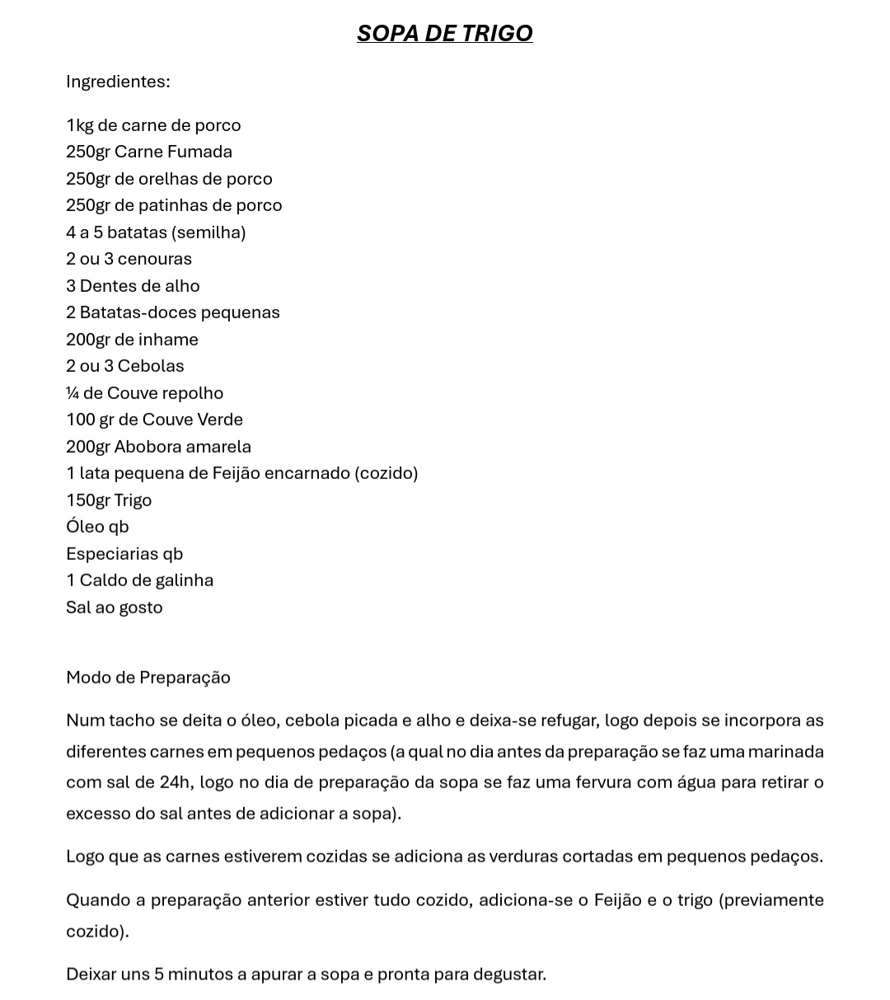 SOPA DE TRIGO
Ingredientes:
1kg de carne de porco
250gr Carne Fumada
250gr de orelhas de porco
250gr de patinhas de porco
4 a 5 batatas (semilha)
2 ou 3 cenouras
3 Dentes de alho
2 Batatas-doces pequenas
200gr de inhame
2 ou 3 Cebolas
¼ de Couve repolho
100 gr de Couve Verde
200gr Abobora amarela
1 lata pequena de Feijão encarnado (cozido)
150gr Trigo
Óleo qb
Especiarias qb
1 Caldo de galinha
Sal ao gosto
Modo de Preparação
Num tacho se deita o óleo, cebola picada e alho e deixa-se refugar, logo depois se incorpora as
diferentes carnes em pequenos pedaços (a qual no dia antes da preparação se faz uma marinada
com sal de 24h, logo no dia de preparação da sopa se faz uma fervura com água para retirar o
excesso do sal antes de adicionar a sopa).
Logo que as carnes estiverem cozidas se adiciona as verduras cortadas em pequenos pedaços.
Quando a preparação anterior estiver tudo cozido, adiciona-se o Feijão e o trigo (previamente
cozido).
Deixar uns 5 minutos a apurar a sopa e pronta para degustar.